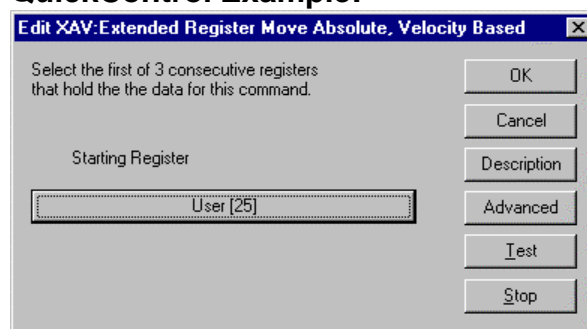 QuickControl Example:
Edit XAV:Extended Register Move Absolute, Velocity Based
Select the first of 3 consecutive registers
that hold the the data for this command.
Starting Register
User [25]
OK
Cancel
Description
Advanced
Test
Stop